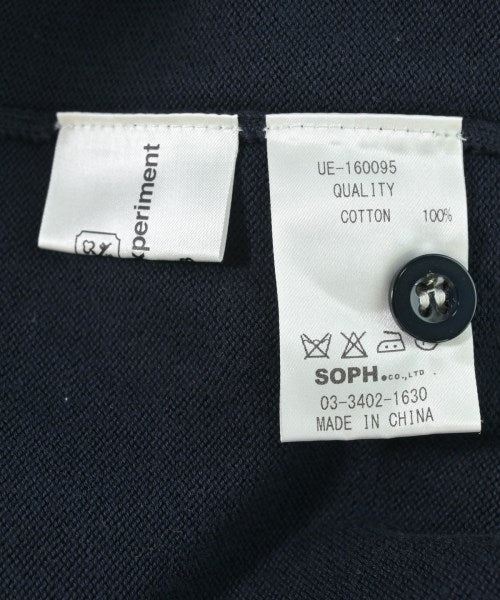 xperiment
UE-160095
QUALITY
COTTON 100%
SOPH.®CO.,LTD.
03-3402-1630
MADE IN CHINA